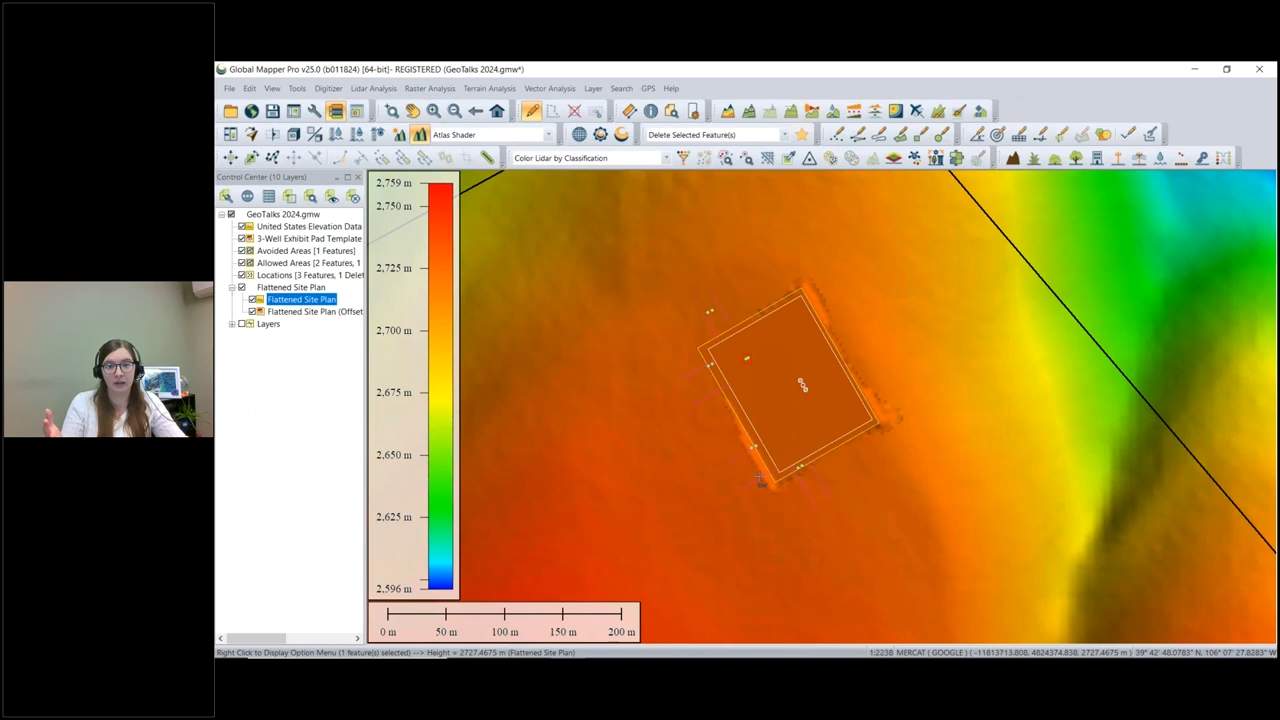 Global Mapper Pro v25.0 (b011824) [64-bit]- REGISTERED (GeoTalks 2024.gmw*)
File Edit View Tools Digitizer Lidar Analysis Raster Analysis Terrain Analysis Vector Analysis Layer Search GPS Help
Atlas Shader Delete Selected Feature(s)
Color Lidar by Classification
Control Center (10 Layers)
GeoTalks 2024.gmw
United States Elevation Data
3-Well Exhibit Pad Template
Avoided Areas [1 Features]
Allowed Areas [2 Features, 1
Locations [3 Features, 1 Delet
Flattened Site Plan
Flattened Site Plan
Flattened Site Plan (Offset
Layers
2,759 m
2,750 m
2,725 m
2,700 m
2,675 m
2,650 m
2,625 m
2,596 m
0 m 50 m 100 m 150 m 200 m
Right Click to Display Option Menu (1 feature(s) selected) --> Height = 2727.4675 m (Flattened Site Plan)
1:2238 MERCAT ( GOOGLE ) ( -11813713.808, 4824374.838, 2727.4675 m ) 39° 42' 48.0783" N, 106° 07' 27.8283" W